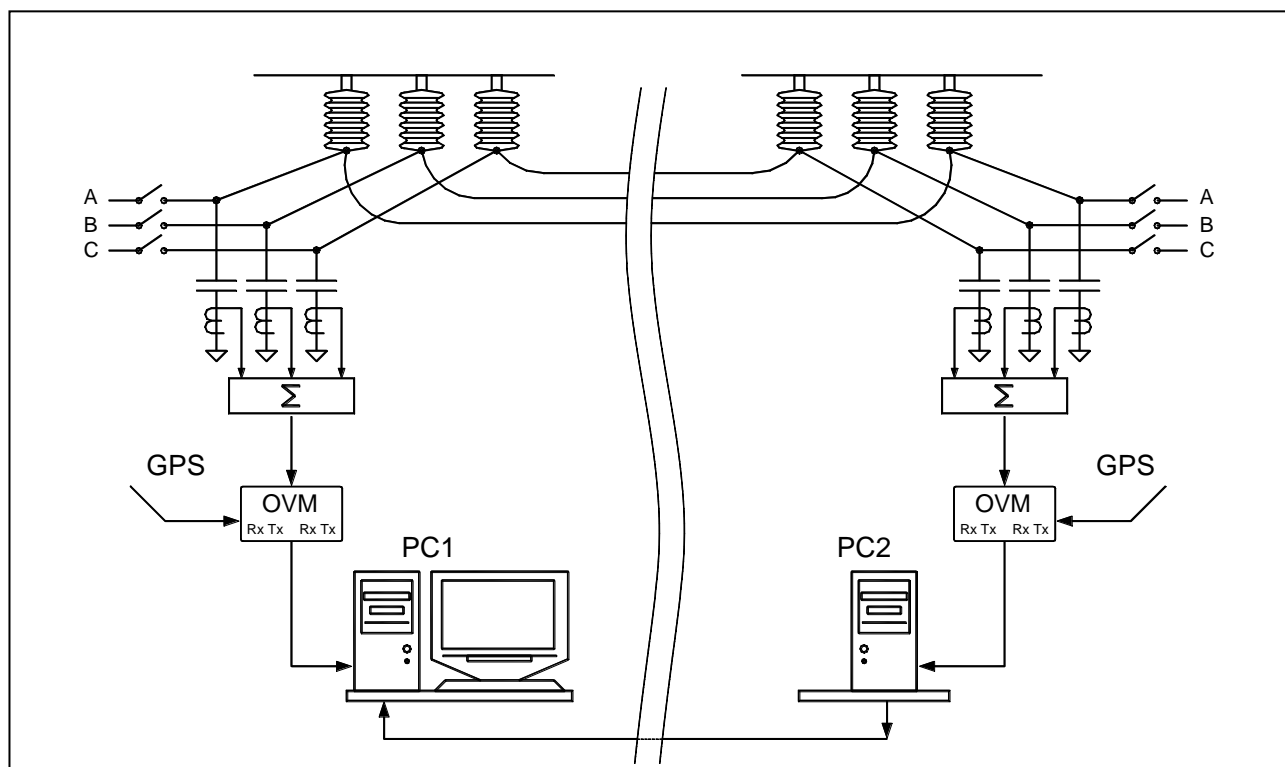 A
B
C
A
B
C
Σ
Σ
GPS
GPS
OVM
Rx Tx Rx Tx
OVM
Rx Tx Rx Tx
PC1
PC2